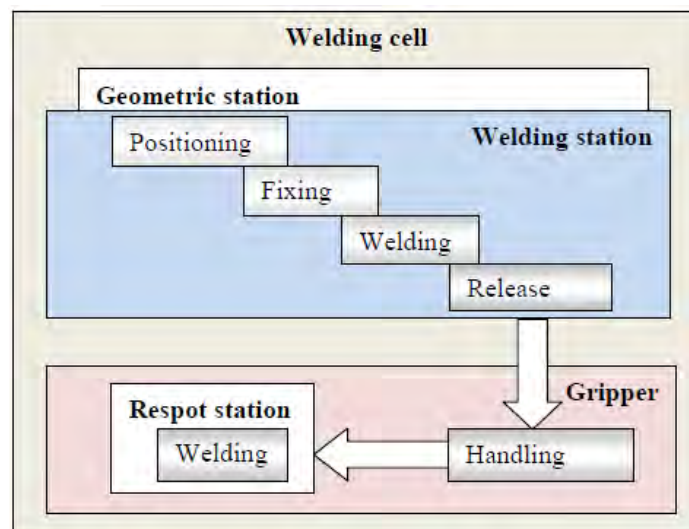 Welding cell
Geometric station
Positioning
Welding station
Fixing
Welding
Release
Gripper
Respot station
Welding
Handling